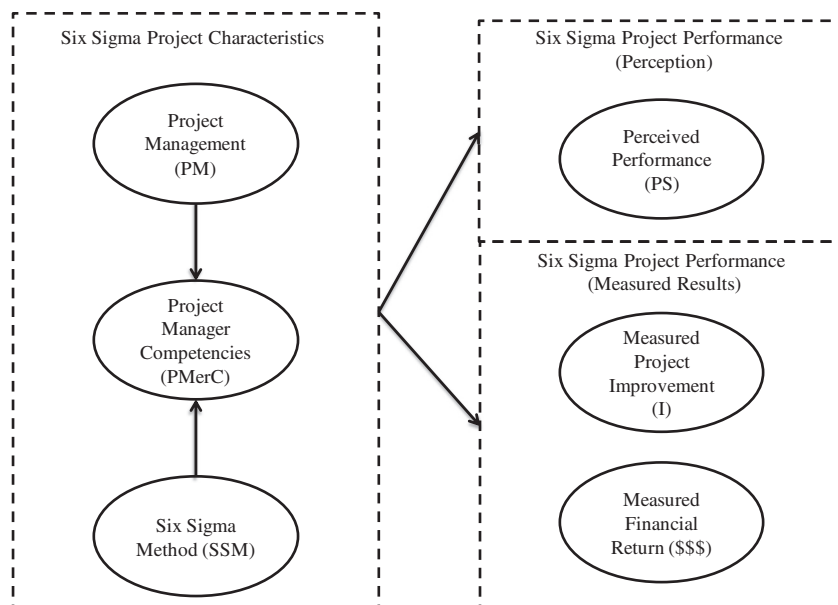 Six Sigma Project Characteristics
Project
Management
(PM)
Project
Manager
Competencies
(PMerC)
Six Sigma
Method (SSM)
Six Sigma Project Performance
(Perception)
Perceived
Performance
(PS)
Six Sigma Project Performance
(Measured Results)
Measured
Project
Improvement
(I)
Measured
Financial
Return ($$$)